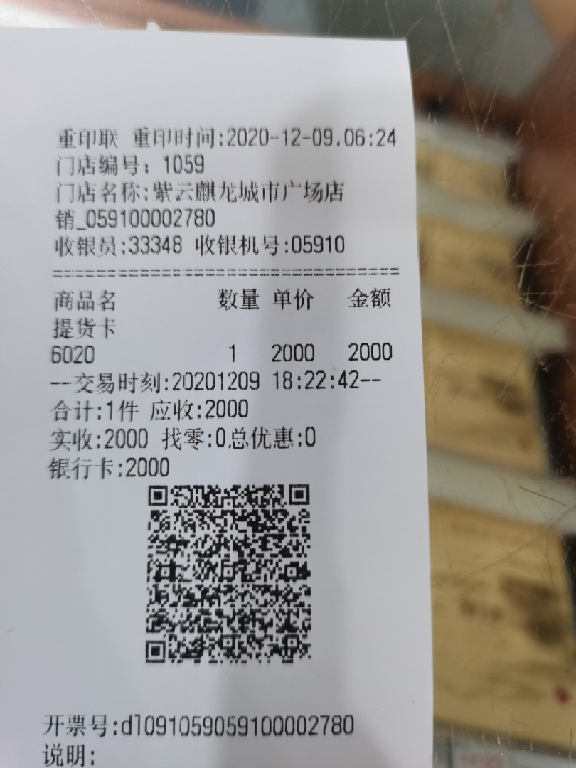 重印联 重印时间:2020-12-09.06:24
门店编号: 1059
门店名称:紫云麒龙城市广场店
销_059100002780
收银员:33348 收银机号:05910
==================================
商品名 数量 单价 金额
提货卡
6020 1 2000 2000
--交易时刻:20201209 18:22:42--
合计:1件 应收:2000
实收:2000 找零:0总优惠:0
银行卡:2000
开票号:dl091059059100002780
说明: